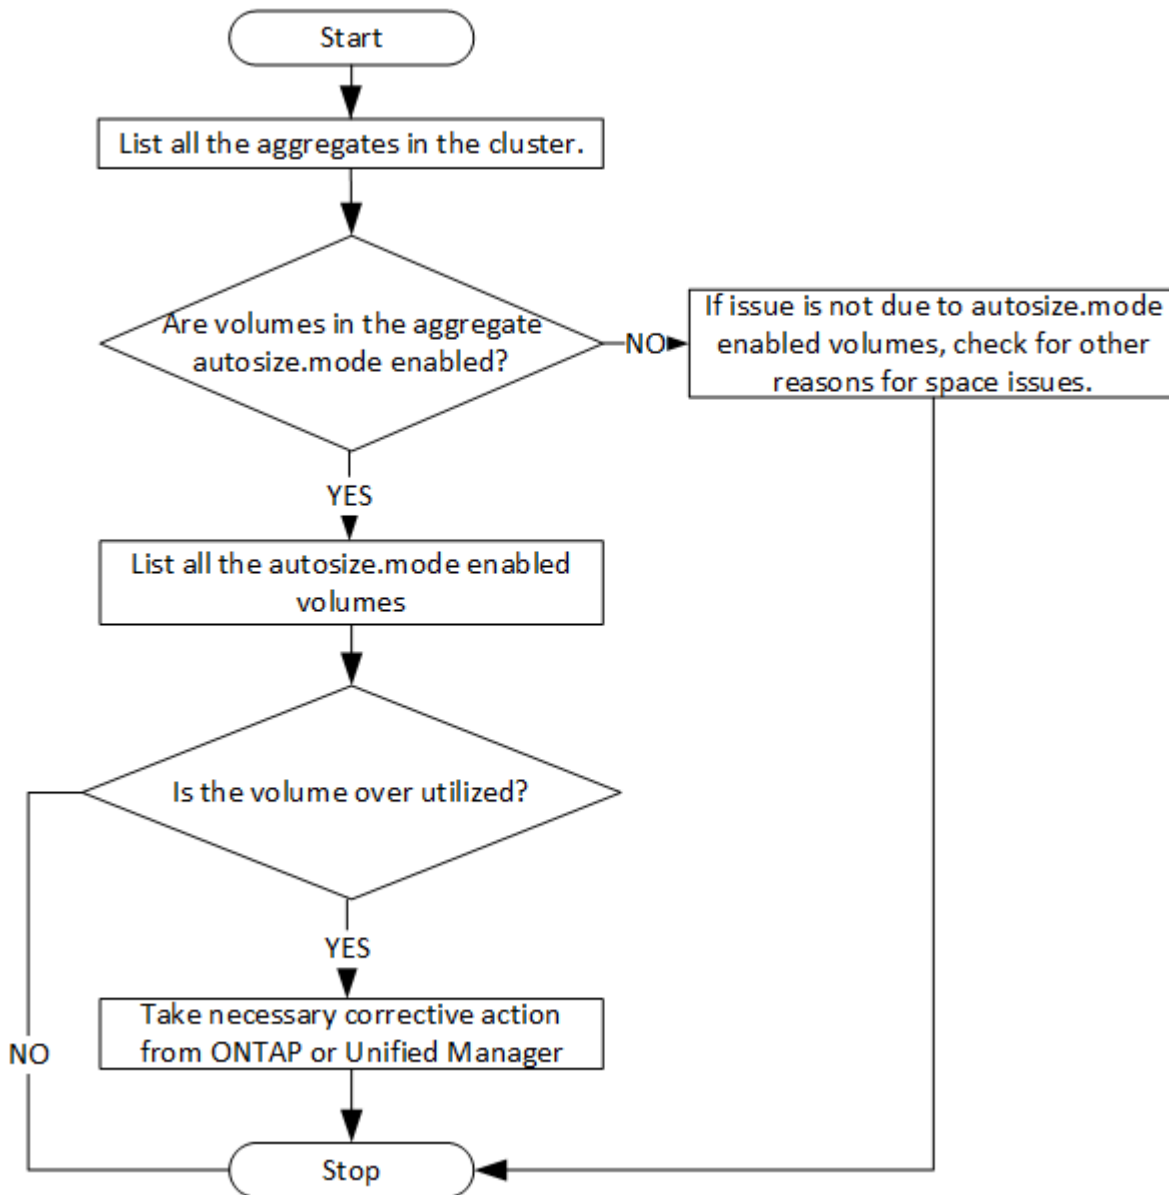 Start
List all the aggregates in the cluster.
Are volumes in the aggregate
autosize.mode enabled?
NO
If issue is not due to autosize.mode
enabled volumes, check for other
reasons for space issues.
YES
List all the autosize.mode enabled
volumes
Is the volume over utilized?
YES
Take necessary corrective action
from ONTAP or Unified Manager
NO
Stop